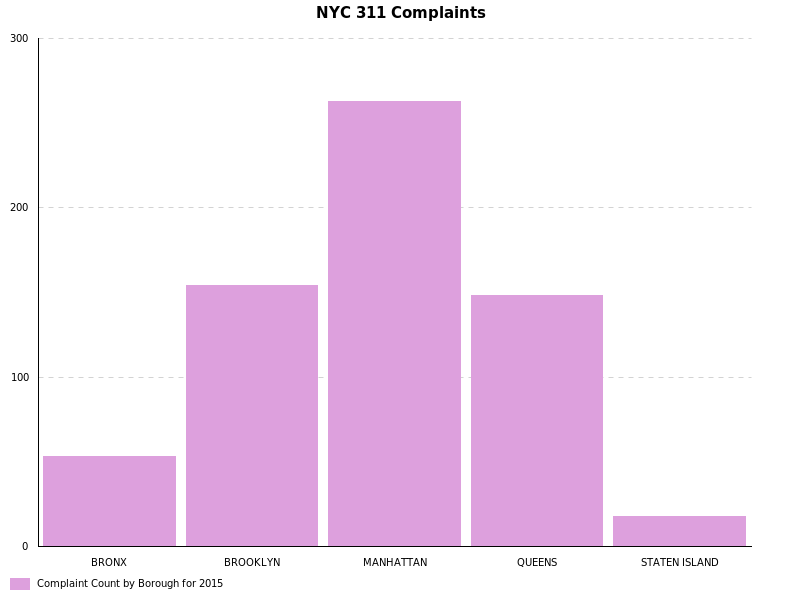 NYC 311 Complaints
300
200
100
0
BRONX BROOKLYN MANHATTAN QUEENS STATEN ISLAND
Complaint Count by Borough for 2015